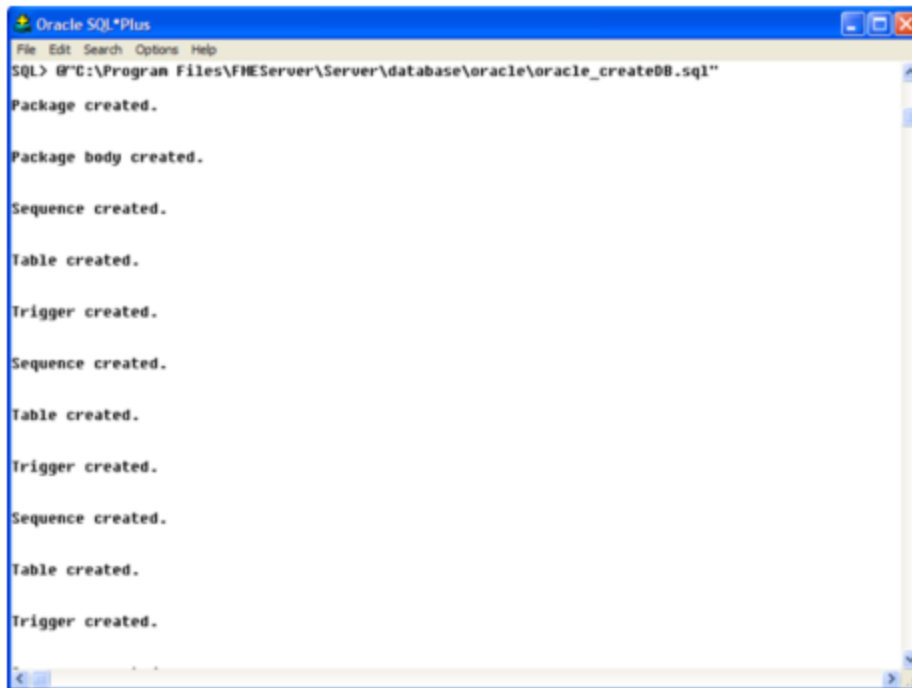 Oracle SQL*Plus
File Edit Search Options Help
SQL> @"C:\Program Files\FMEServer\Server\database\oracle\oracle_createDB.sql"
Package created.
Package body created.
Sequence created.
Table created.
Trigger created.
Sequence created.
Table created.
Trigger created.
Sequence created.
Table created.
Trigger created.